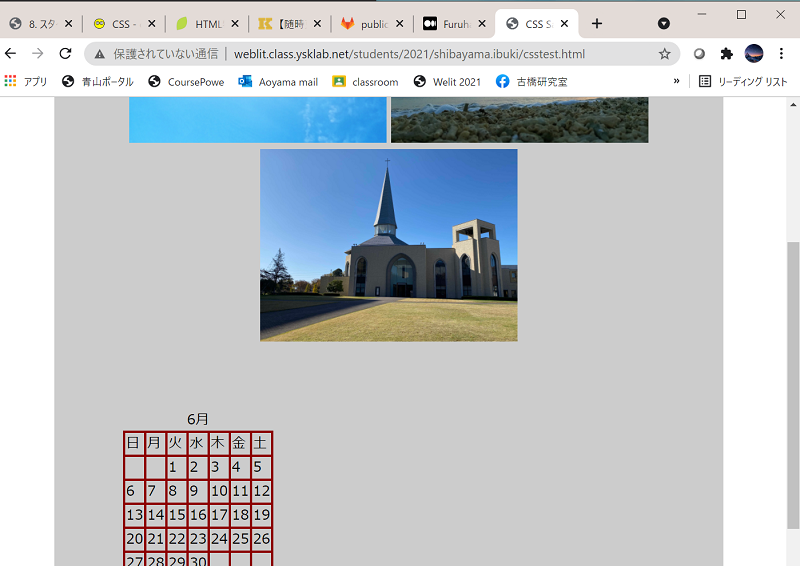 8. スタ CSS - HTML 【随時 public Furuha CSS Sa
保護されていない通信 | weblit.class.ysklab.net/students/2021/shibayama.ibuki/csstest.html
アプリ 青山ポータル CoursePowe Aoyama mail classroom Welit 2021 古橋研究室 » リーディング リスト
6月
日 月 火 水 木 金 土
1 2 3 4 5
6 7 8 9 10 11 12
13 14 15 16 17 18 19
20 21 22 23 24 25 26
27 28 29 30